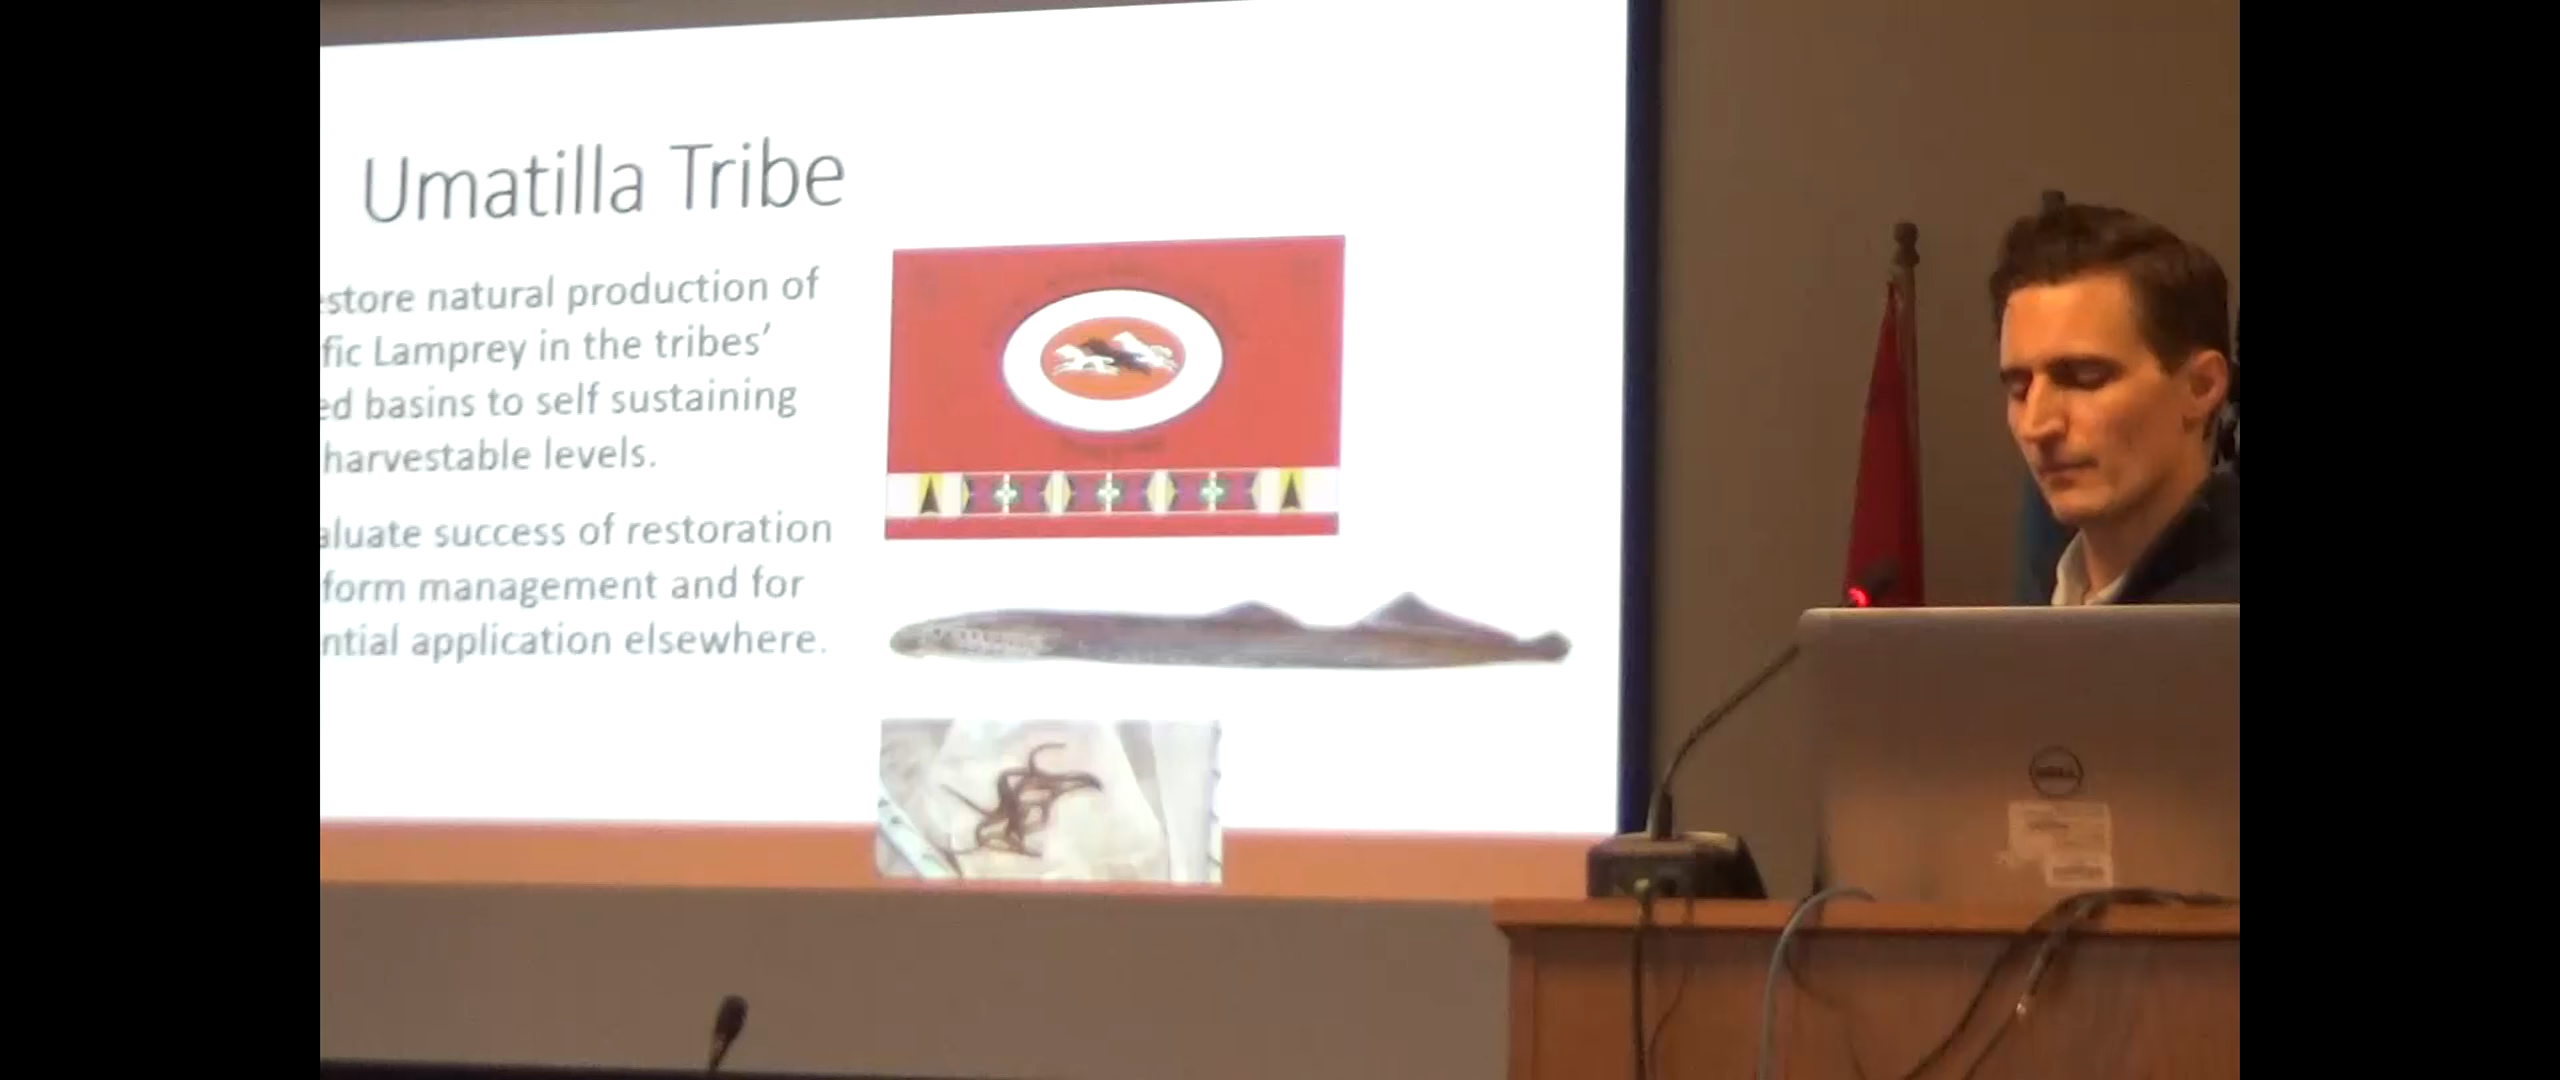 Umatilla Tribe
estore natural production of
fic Lamprey in the tribes’
ed basins to self sustaining
harvestable levels.
aluate success of restoration
form management and for
ntial application elsewhere.
DELL